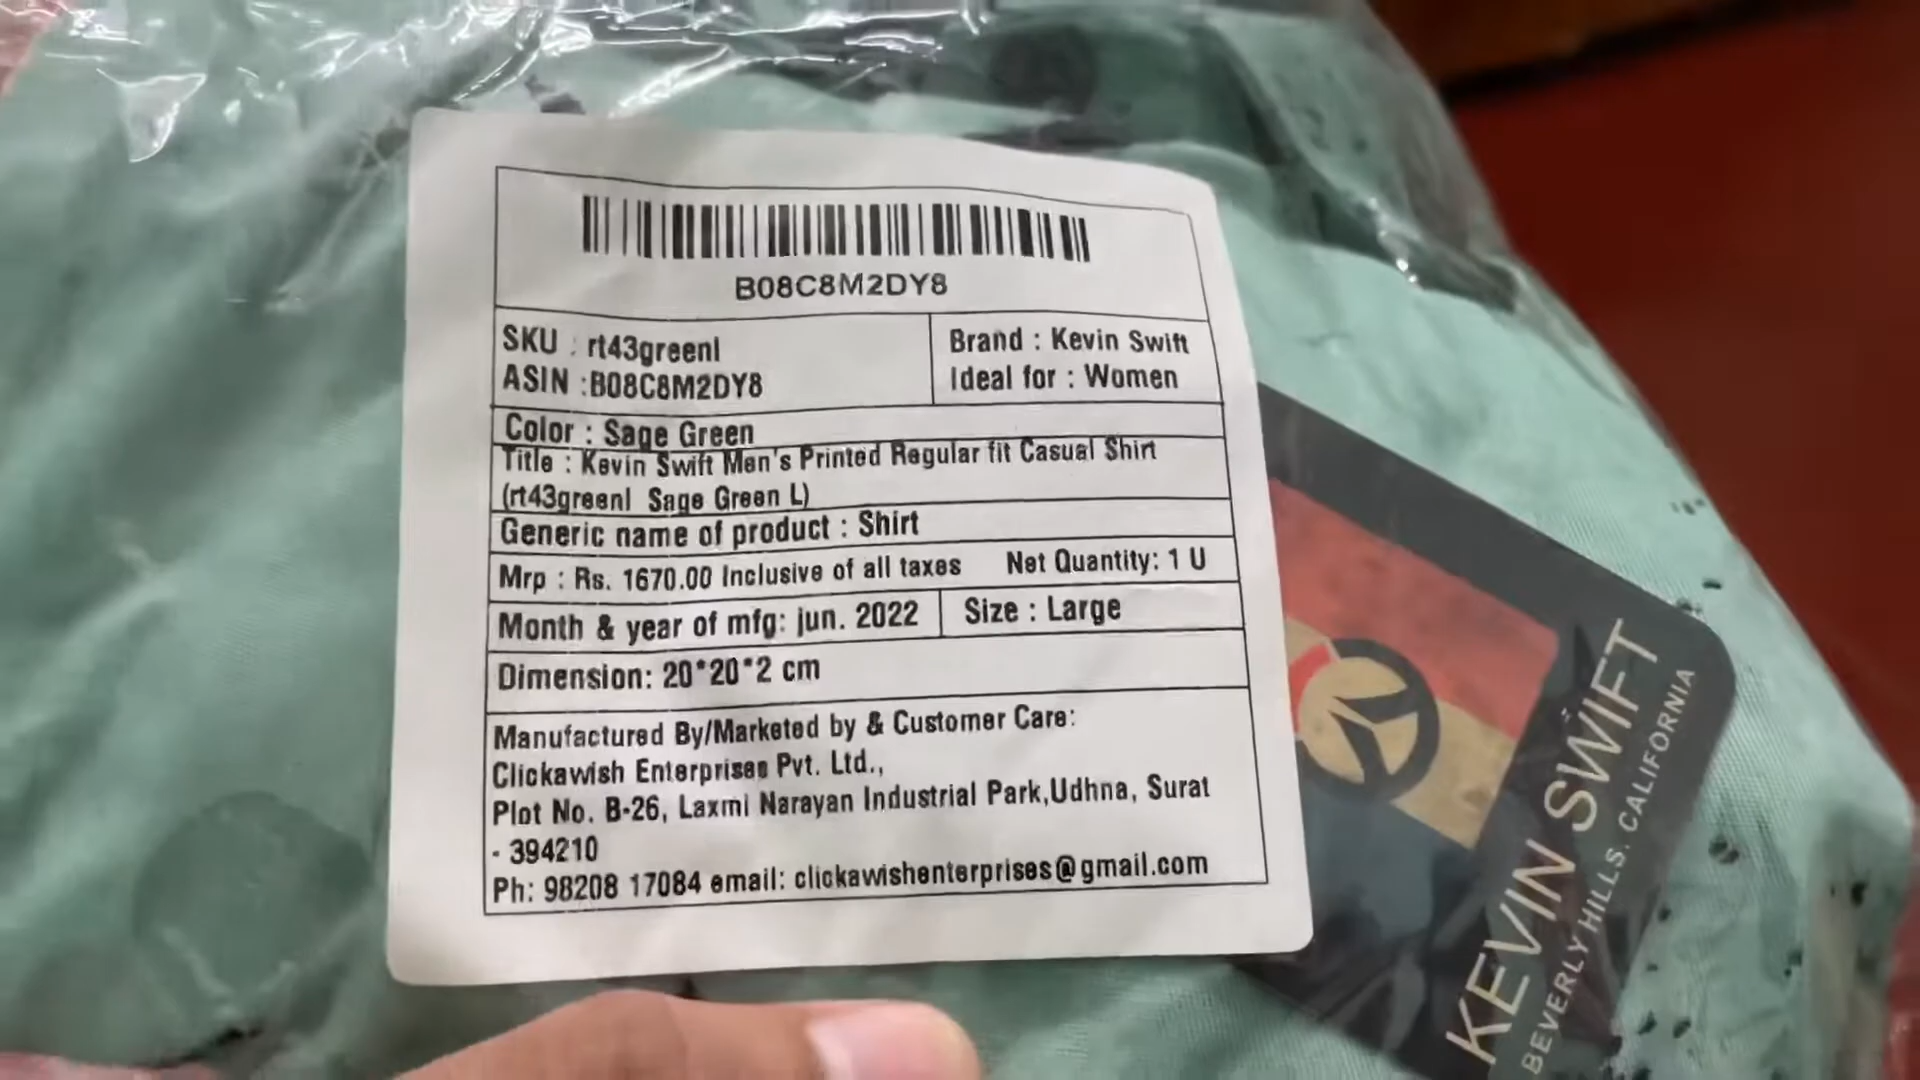 B08C8M2DY8
SKU : rt43greenl
Brand : Kevin Swift
ASIN :B08C8M2DY8
Ideal for : Women
Color : Sage Green
Title : Kevin Swift Men's Printed Regular fit Casual Shirt
(rt43greenl Sage Green L)
Generic name of product : Shirt
Mrp : Rs. 1670.00 Inclusive of all taxes Net Quantity: 1 U
Month & year of mfg: jun. 2022
Size : Large
Dimension: 20*20*2 cm
Manufactured By/Marketed by & Customer Care:
Clickawish Enterprises Pvt. Ltd.,
Plot No. B-26, Laxmi Narayan Industrial Park,Udhna, Surat
- 394210
Ph: 98208 17084 email: clickawishenterprises@gmail.com
KEVIN SWIFT
BEVERLY HILLS, CALIFORNIA